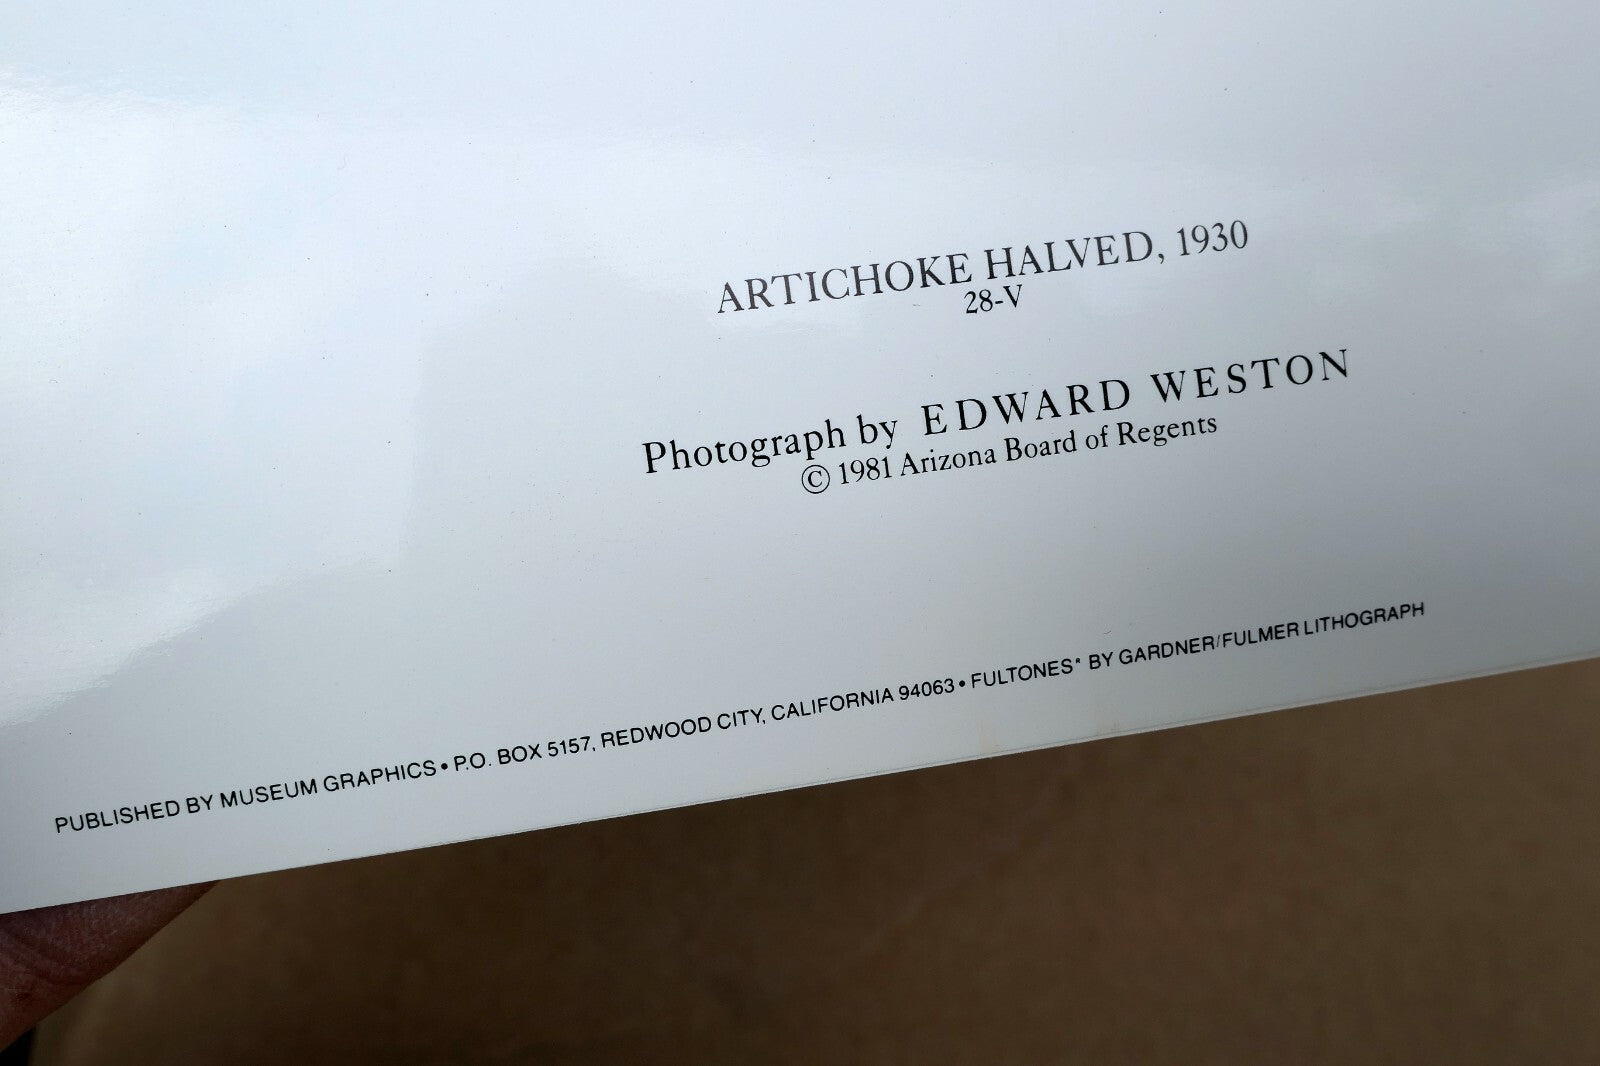 ARTICHOKE HALVED, 1930
28-V
Photograph by EDWARD WESTON
© 1981 Arizona Board of Regents
PUBLISHED BY MUSEUM GRAPHICS • P.O. BOX 5157, REDWOOD CITY, CALIFORNIA 94063 • FULTONES® BY GARDNER/FULMER LITHOGRAPH